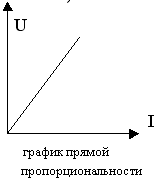 U
I
график прямой
пропорциональности